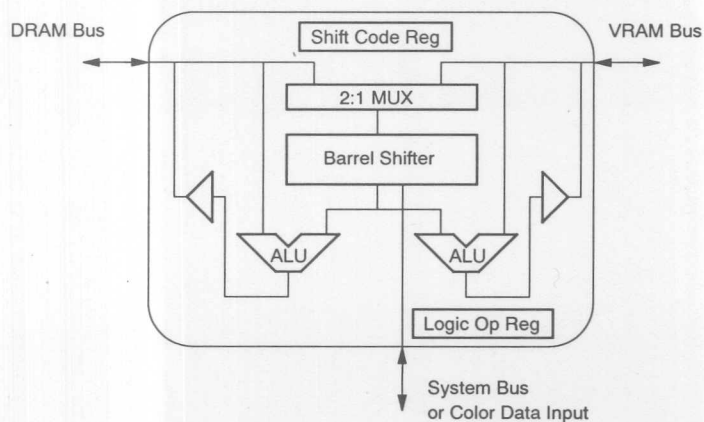 DRAM Bus
Shift Code Reg
VRAM Bus
2:1 MUX
Barrel Shifter
ALU
ALU
Logic Op Reg
System Bus
or Color Data Input